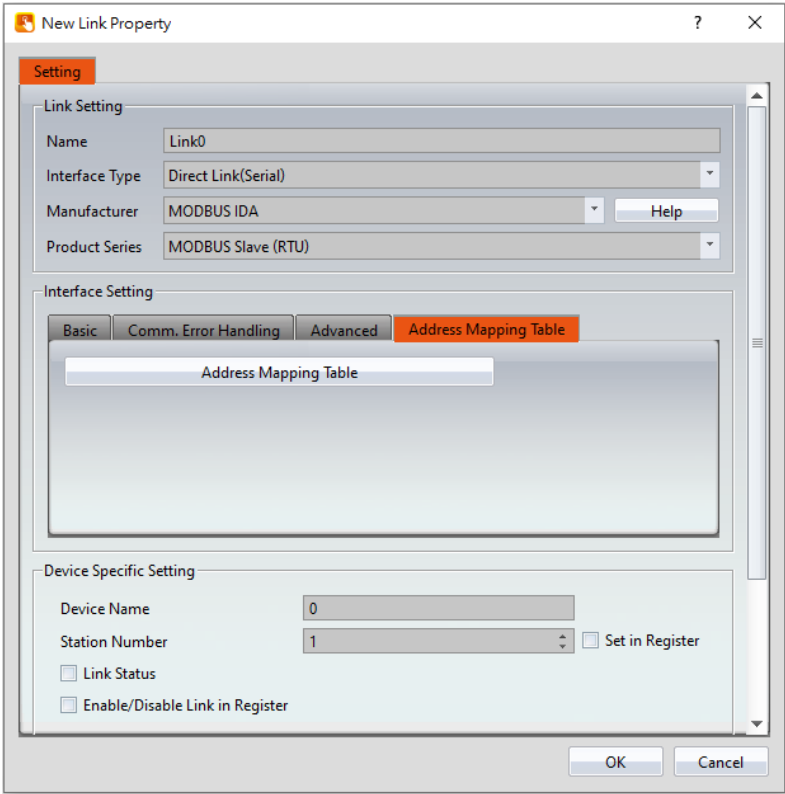 New Link Property
Setting
Link Setting
Name Link0
Interface Type Direct Link(Serial)
Manufacturer MODBUS IDA Help
Product Series MODBUS Slave (RTU)
Interface Setting
Basic Comm. Error Handling Advanced Address Mapping Table
Address Mapping Table
Device Specific Setting
Device Name 0
Station Number 1 Set in Register
Link Status
Enable/Disable Link in Register
OK Cancel